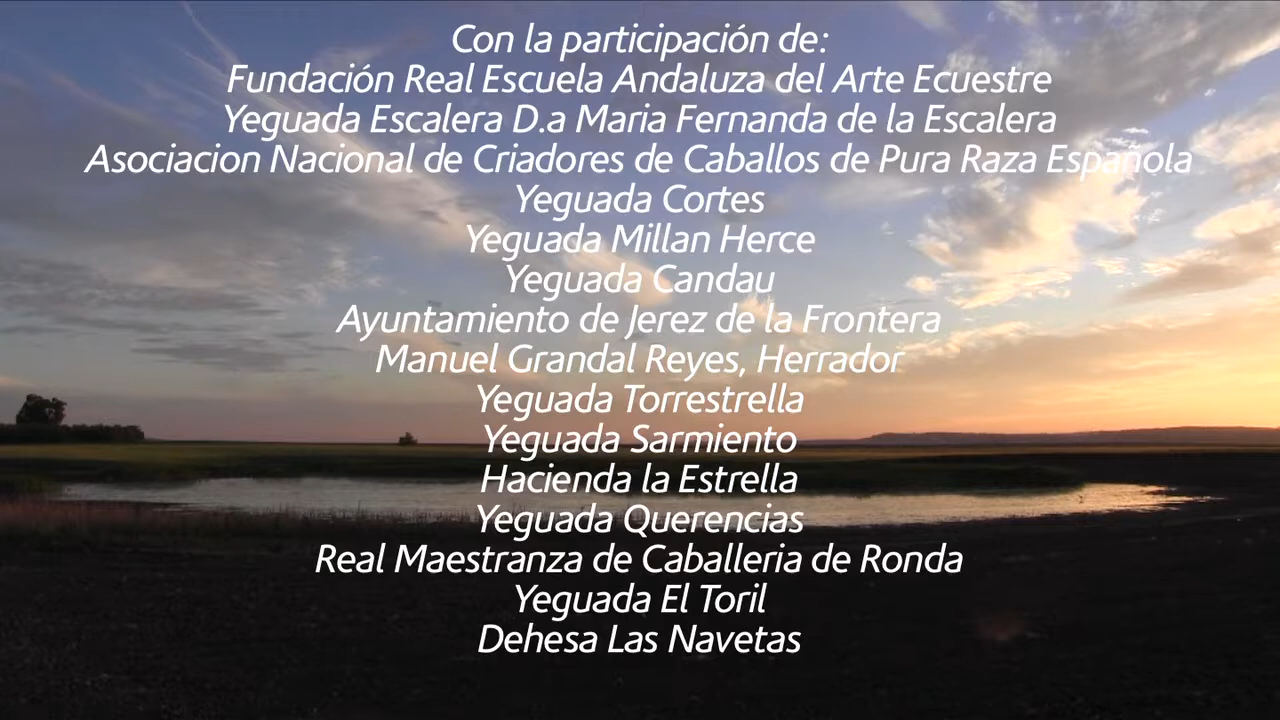 Con la participación de:
Fundación Real Escuela Andaluza del Arte Ecuestre
Yeguada Escalera D.a Maria Fernanda de la Escalera
Asociacion Nacional de Criadores de Caballos de Pura Raza Española
Yeguada Cortes
Yeguada Millan Herce
Yeguada Candau
Ayuntamiento de Jerez de la Frontera
Manuel Grandal Reyes, Herrador
Yeguada Torrestrella
Yeguada Sarmiento
Hacienda la Estrella
Yeguada Querencias
Real Maestranza de Caballeria de Ronda
Yeguada El Toril
Dehesa Las Navetas